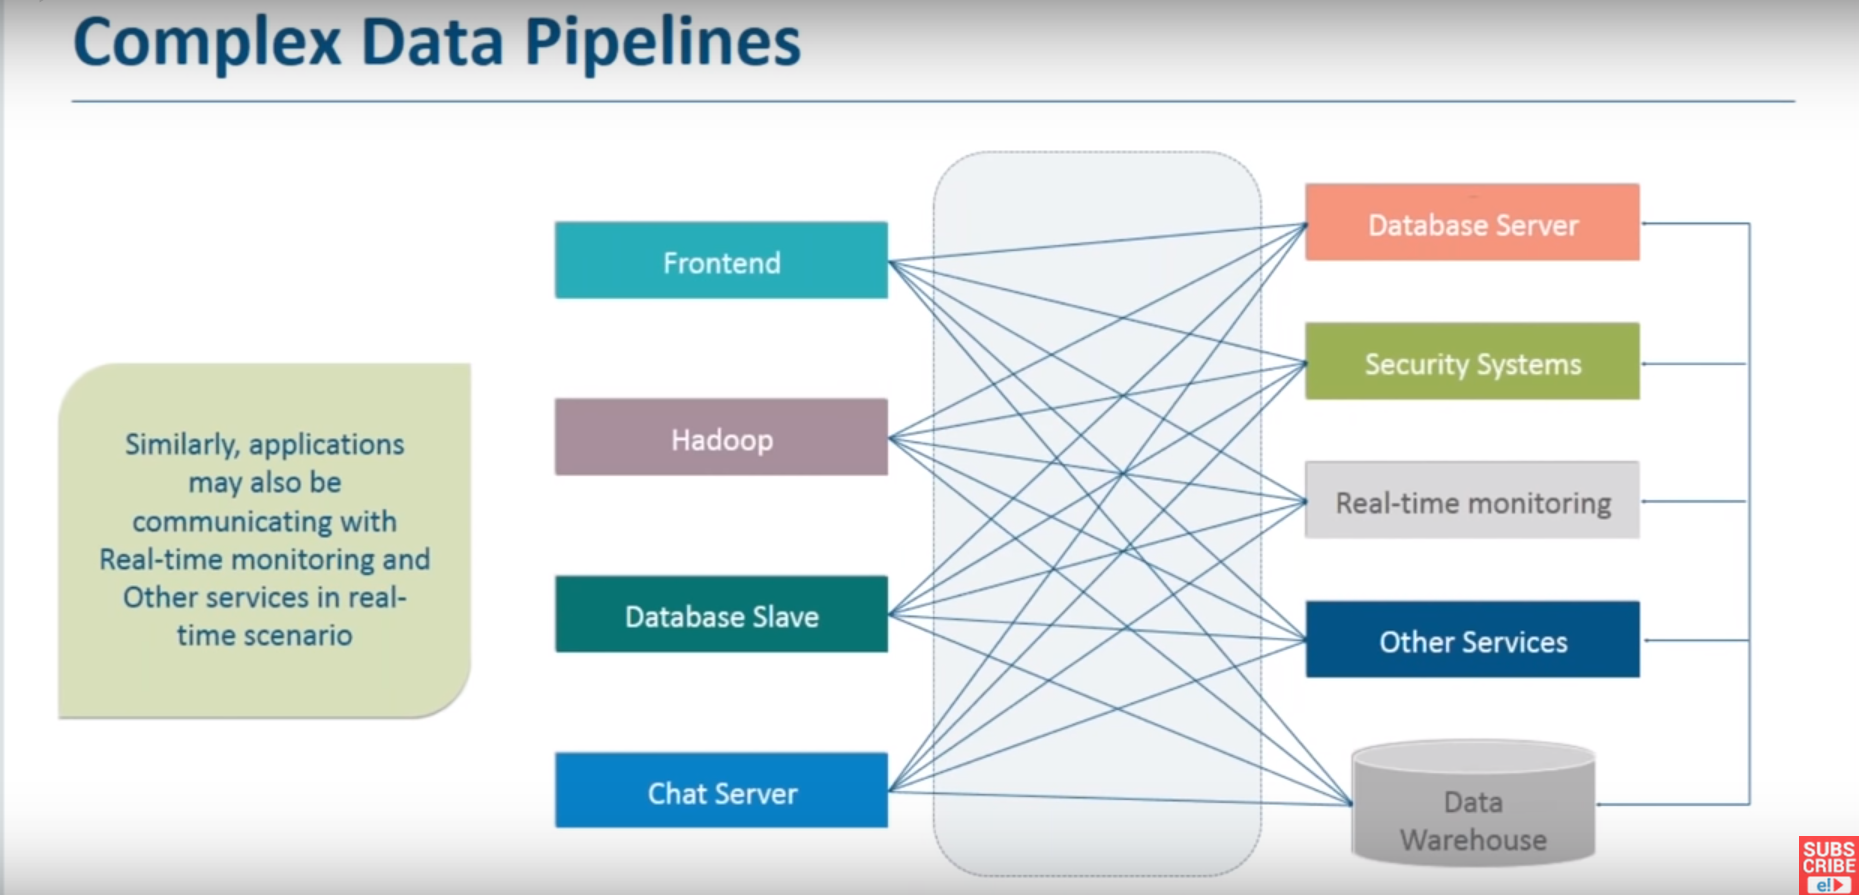 Complex Data Pipelines
Similarly, applications
may also be
communicating with
Real-time monitoring and
Other services in real-
time scenario
Frontend
Hadoop
Database Slave
Chat Server
Database Server
Security Systems
Real-time monitoring
Other Services
Data
Warehouse
SUBS
CRIBE
e!